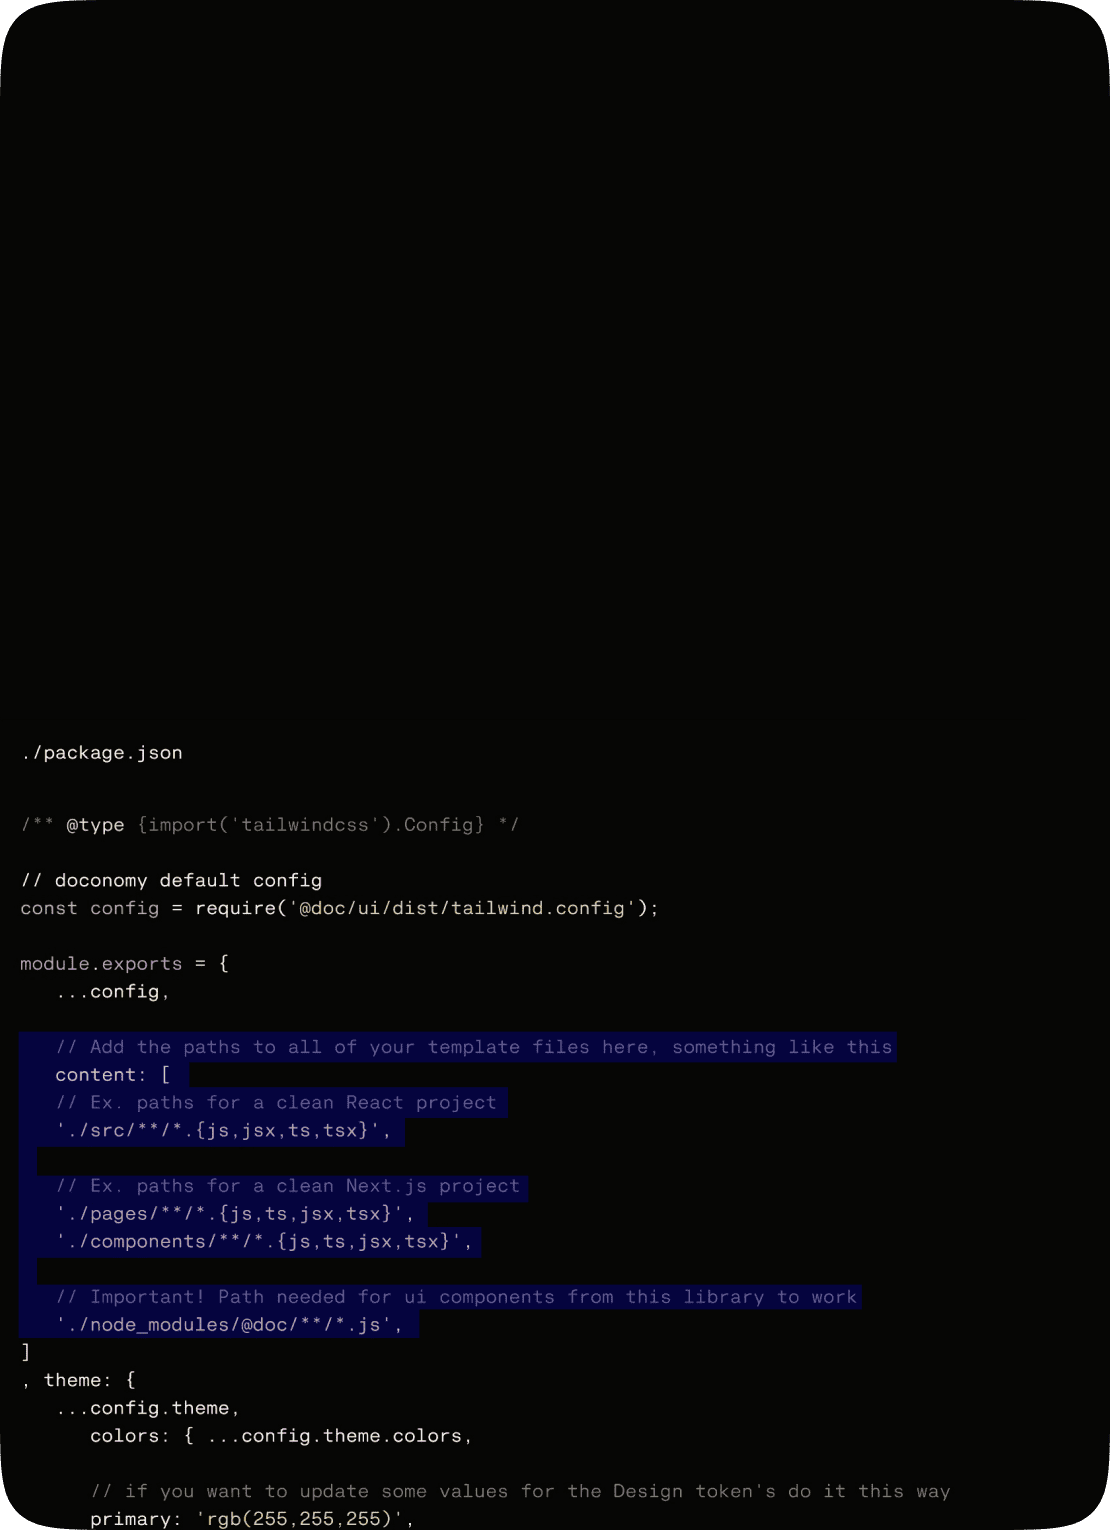 ./package.json
/** @type {import('tailwindcss').Config} */
// doconomy default config
const config = require('@doc/ui/dist/tailwind.config');
module.exports = {
...config,
// Add the paths to all of your template files here, something like this
content: [
// Ex. paths for a clean React project
'./src/**/*.{js,jsx,ts,tsx}',
// Ex. paths for a clean Next.js project
'./pages/**/*.{js,ts,jsx,tsx}',
'./components/**/*.{js,ts,jsx,tsx}',
// Important! Path needed for ui components from this library to work
'./node_modules/@doc/**/*.js',
]
, theme: {
...config.theme,
colors: { ...config.theme.colors,
// if you want to update some values for the Design token's do it this way
primary: 'rgb(255,255,255)',